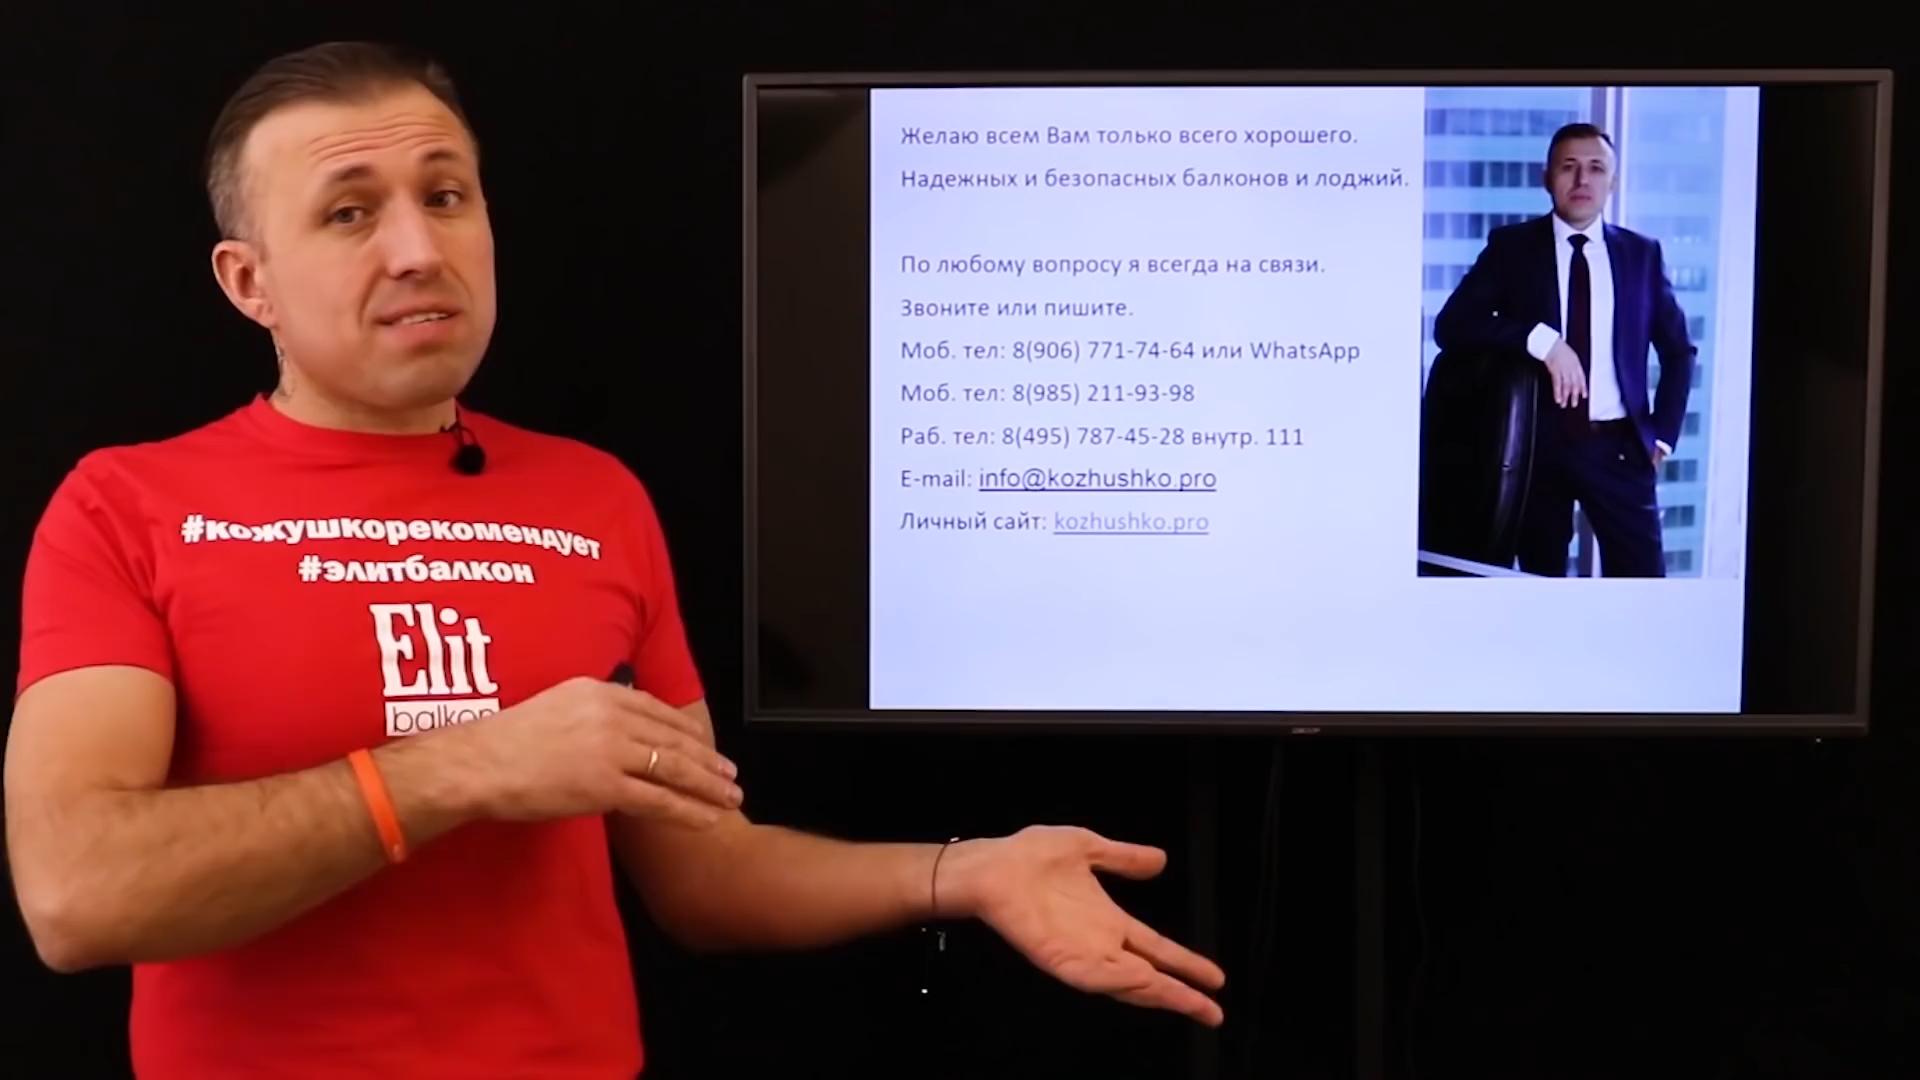 Желаю всем Вам только всего хорошего.
Надежных и безопасных балконов и лоджий.
По любому вопросу я всегда на связи.
Звоните или пишите.
Моб. тел: 8(906) 771-74-64 или WhatsApp
Моб. тел: 8(985) 211-93-98
Раб. тел: 8(495) 787-45-28 внутр. 111
E-mail: info@kozhushko.pro
Личный сайт: kozhushko.pro
#кожушкорекомендует
#элитбалкон
Elit
balkon